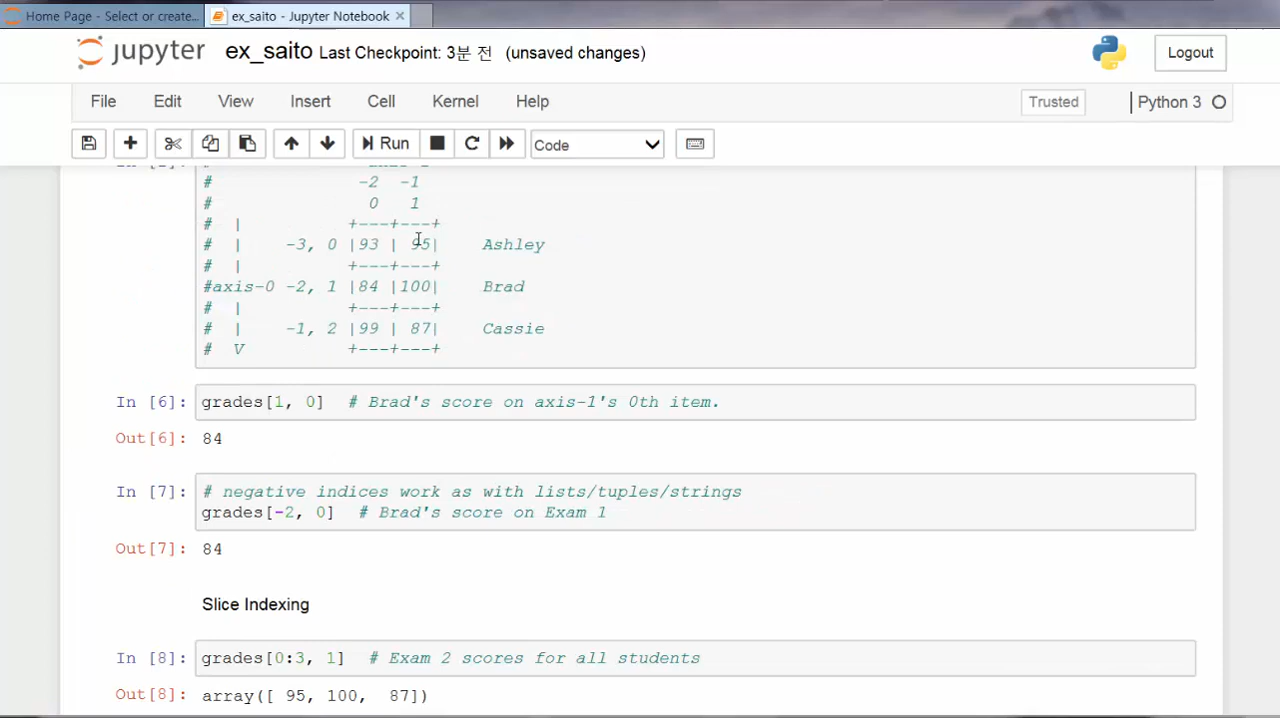 Home Page - Select or create...
ex_saito - Jupyter Notebook ×
jupyter ex_saito Last Checkpoint: 3분 전 (unsaved changes)
Logout
File Edit View Insert Cell Kernel Help
Trusted | Python 3
Run
Code
# -2 -1
# 0 1
# | +---+---+
# | -3, 0 |93 | 95| Ashley
# | +---+---+
#axis-0 -2, 1 |84 |100| Brad
# | +---+---+
# | -1, 2 |99 | 87| Cassie
# V +---+---+
In [6]: grades[1, 0] # Brad's score on axis-1's 0th item.
Out[6]: 84
In [7]: # negative indices work as with lists/tuples/strings
grades[-2, 0] # Brad's score on Exam 1
Out[7]: 84
Slice Indexing
In [8]: grades[0:3, 1] # Exam 2 scores for all students
Out[8]: array([ 95, 100, 87])